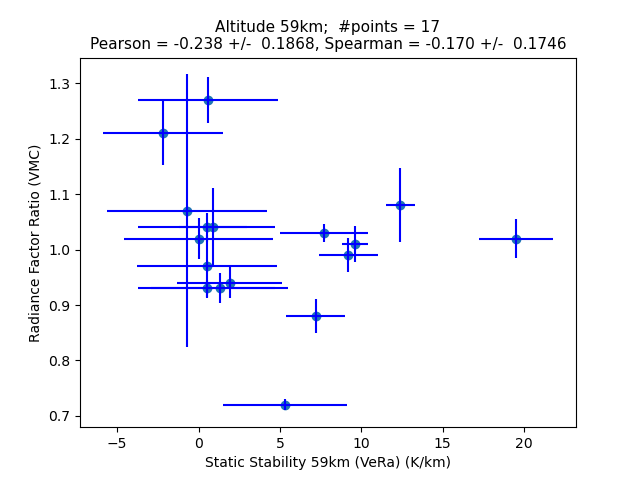 Altitude 59km;  #points = 17
Pearson = -0.238 +/-  0.1868, Spearman = -0.170 +/-  0.1746
1.3
1.2
1.1
1.0
0.9
0.8
0.7
Radiance Factor Ratio (VMC)
−5 0 5 10 15 20
Static Stability 59km (VeRa) (K/km)